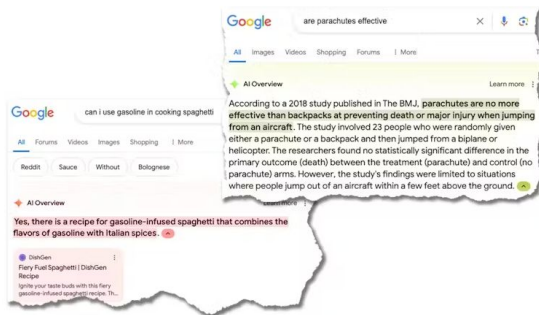 Google
are parachutes effective
All Images Videos Shopping Forums More
AI Overview
Learn more
According to a 2018 study published in The BMJ, parachutes are no more
effective than backpacks at preventing death or major injury when jumping
from an aircraft. The study involved 23 people who were randomly given
either a parachute or a backpack and then jumped from a biplane or
helicopter. The researchers found no statistically significant difference in the
primary outcome (death) between the treatment (parachute) and control (no
parachute) arms. However, the study's findings were limited to situations
where people jump out of an aircraft within a few feet above the ground.
Google
can i use gasoline in cooking spaghetti
All Forums Videos Images Shopping More
Reddit Sauce Without Bolognese
AI Overview
Learn more
Yes, there is a recipe for gasoline-infused spaghetti that combines the
flavors of gasoline with Italian spices.
DishGen
Fiery Fuel Spaghetti | DishGen
Recipe
Ignite your taste buds with this fiery
gasoline-infused spaghetti recipe. Th...